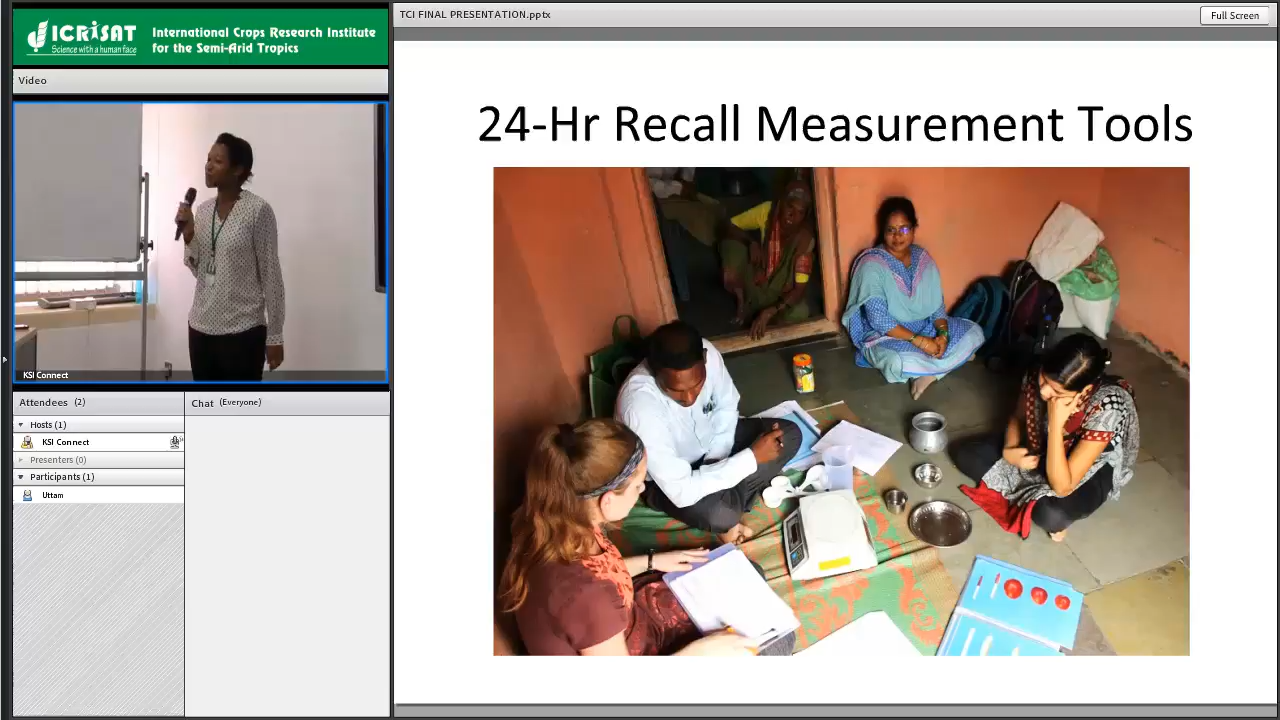 ICRISAT
Science with a human face
International Crops Research Institute
for the Semi-Arid Tropics
Video
KSI Connect
Attendees (2)
Hosts (1)
KSI Connect
Presenters (0)
Participants (1)
Uttam
Chat (Everyone)
TCI FINAL PRESENTATION.pptx
Full Screen
24-Hr Recall Measurement Tools